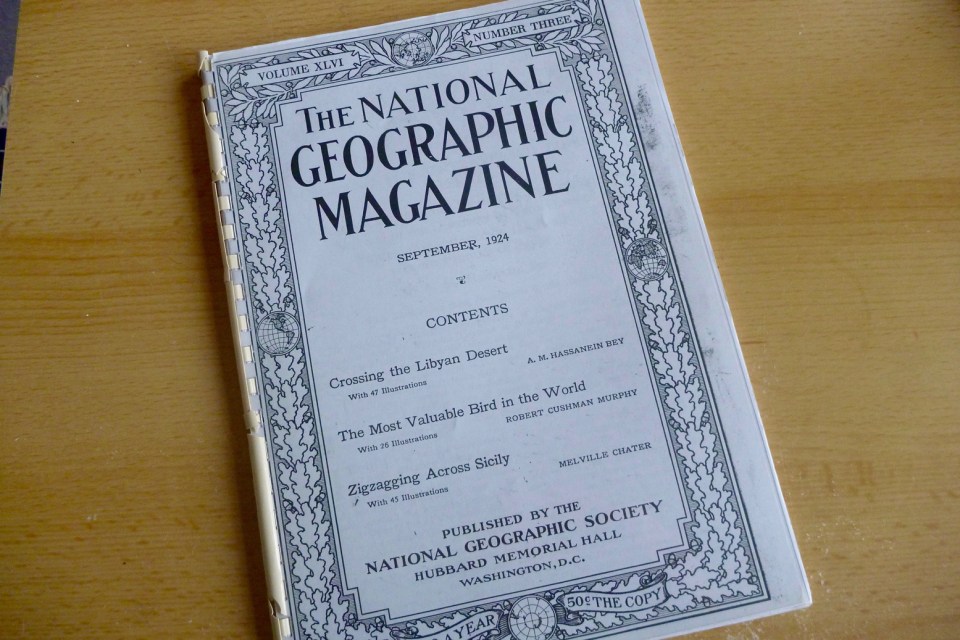 VOLUME XLVI
NUMBER THREE
THE NATIONAL
GEOGRAPHIC
MAGAZINE
SEPTEMBER, 1924
CONTENTS
Crossing the Libyan Desert
With 47 Illustrations
A. M. HASSANEIN BEY
The Most Valuable Bird in the World
With 26 Illustrations
ROBERT CUSHMAN MURPHY
Zigzagging Across Sicily
With 45 Illustrations
MELVILLE CHATER
PUBLISHED BY THE
NATIONAL GEOGRAPHIC SOCIETY
HUBBARD MEMORIAL HALL
WASHINGTON, D.C.
A YEAR
50¢ THE COPY